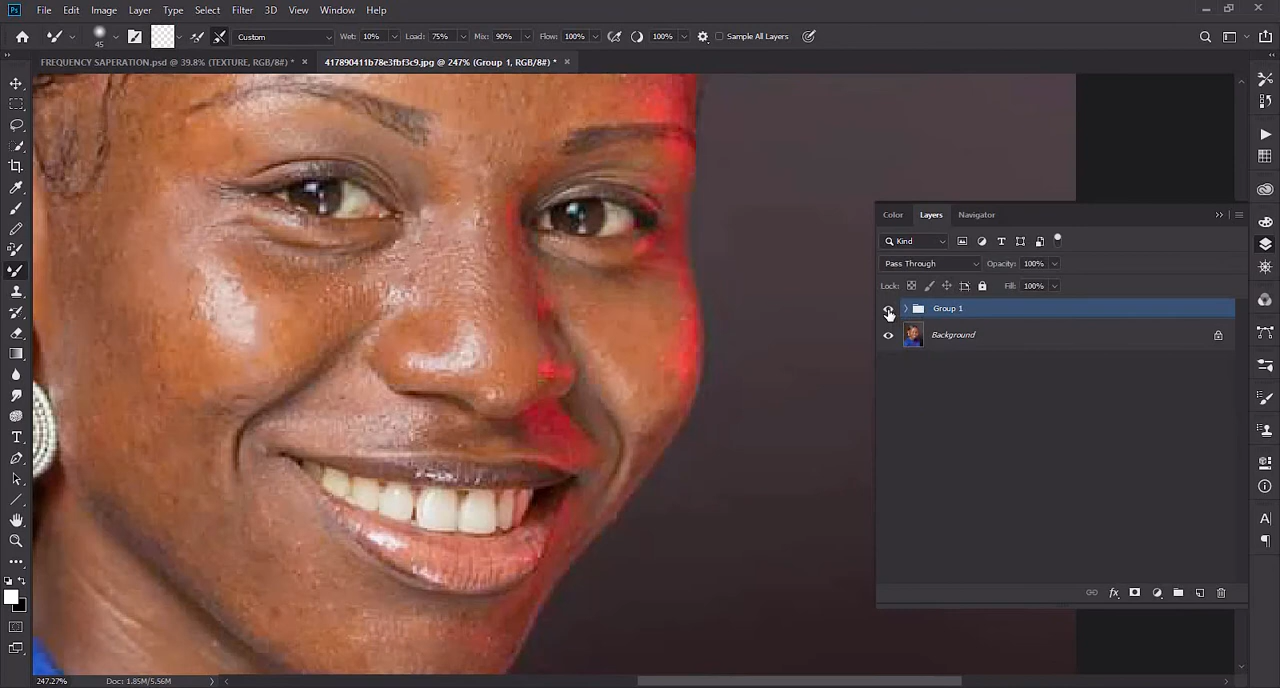 Ps File Edit Image Layer Type Select Filter 3D View Window Help
45 Custom Wet: 10% Load: 75% Mix: 90% Flow: 100% 100% Sample All Layers
FREQUENCY SAPERATION.psd @ 39.8% (TEXTURE, RGB/8#) * × 417890411b78e3fbf3c9.jpg @ 247% (Group 1, RGB/8#) * ×
Color Layers Navigator
Kind
Pass Through Opacity: 100%
Lock: Fill: 100%
Group 1
Background
247.27% Doc: 1.85M/5.56M